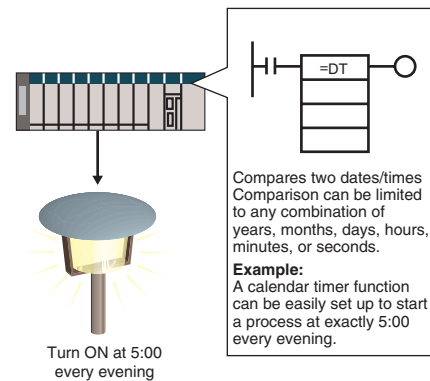 =DT
Compares two dates/times
Comparison can be limited
to any combination of
years, months, days, hours,
minutes, or seconds.
Example:
A calendar timer function
can be easily set up to start
a process at exactly 5:00
every evening.
Turn ON at 5:00
every evening